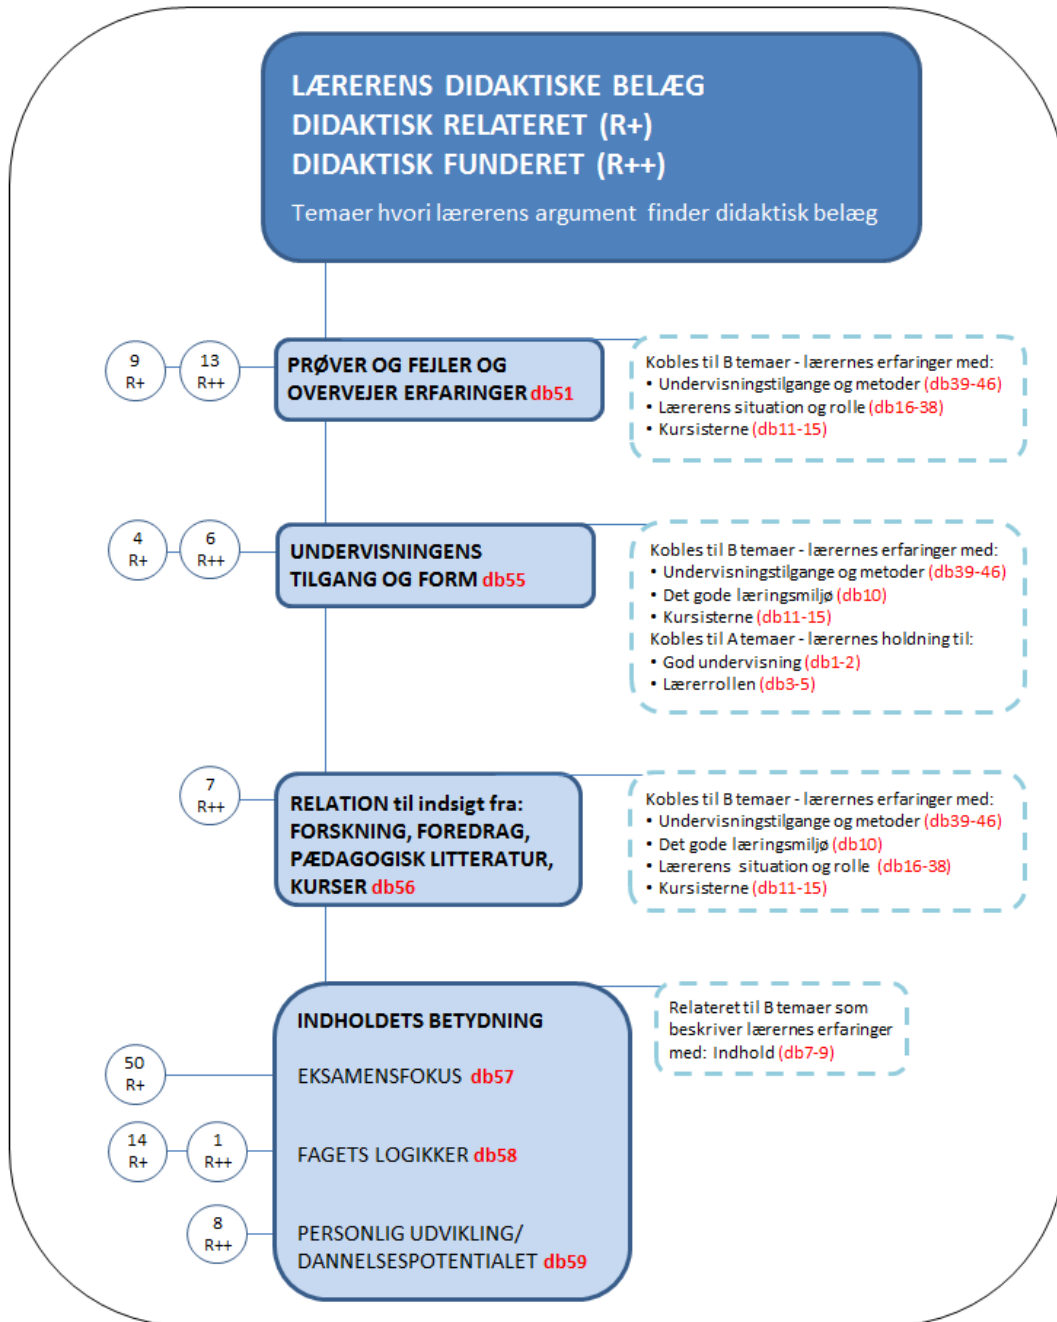 LÆRERENS DIDAKTISKE BELÆG
DIDAKTISK RELATERET (R+)
DIDAKTISK FUNDERET (R++)
Temaer hvori lærerens argument finder didaktisk belæg
9
R+
13
R++
PRØVER OG FEJLER OG
OVERVEJER ERFARINGER db51
Kobles til B temaer - lærernes erfaringer med:
• Undervisningstilgange og metoder (db39-46)
• Lærerens situation og rolle (db16-38)
• Kursisterne (db11-15)
4
R+
6
R++
UNDERVISNINGENS
TILGANG OG FORM db55
Kobles til B temaer - lærernes erfaringer med:
• Undervisningstilgange og metoder (db39-46)
• Det gode læringsmiljø (db10)
• Kursisterne (db11-15)
Kobles til A temaer - lærernes holdning til:
• God undervisning (db1-2)
• Lærerrollen (db3-5)
7
R++
RELATION til indsigt fra:
FORSKNING, FOREDRAG,
PÆDAGOGISK LITTERATUR,
KURSER db56
Kobles til B temaer - lærernes erfaringer med:
• Undervisningstilgange og metoder (db39-46)
• Det gode læringsmiljø (db10)
• Lærerens situation og rolle (db16-38)
• Kursisterne (db11-15)
INDHOLDETS BETYDNING
Relateret til B temaer som
beskriver lærernes erfaringer
med: Indhold (db7-9)
50
R+
EKSAMENSFOKUS db57
14
R+
1
R++
FAGETS LOGIKKER db58
8
R++
PERSONLIG UDVIKLING/
DANNELSESPOTENTIALET db59